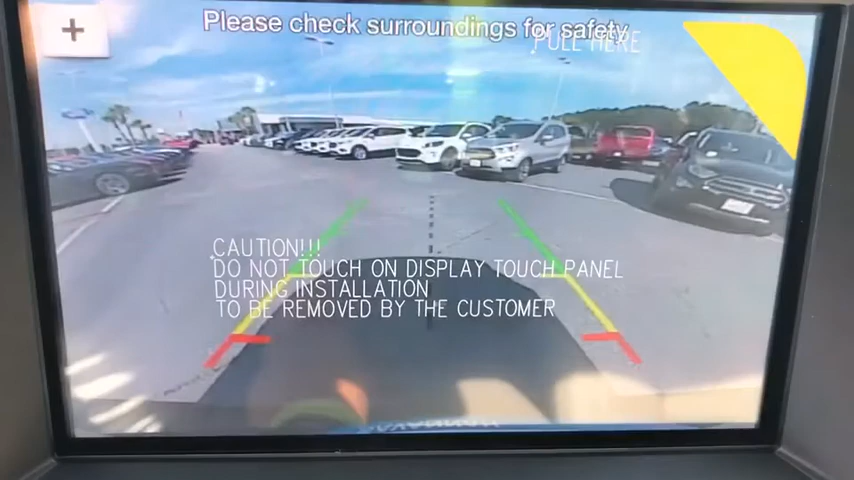 Please check surroundings for safety
PULL HERE
CAUTION!!!
DO NOT TOUCH ON DISPLAY TOUCH PANEL
DURING INSTALLATION
TO BE REMOVED BY THE CUSTOMER